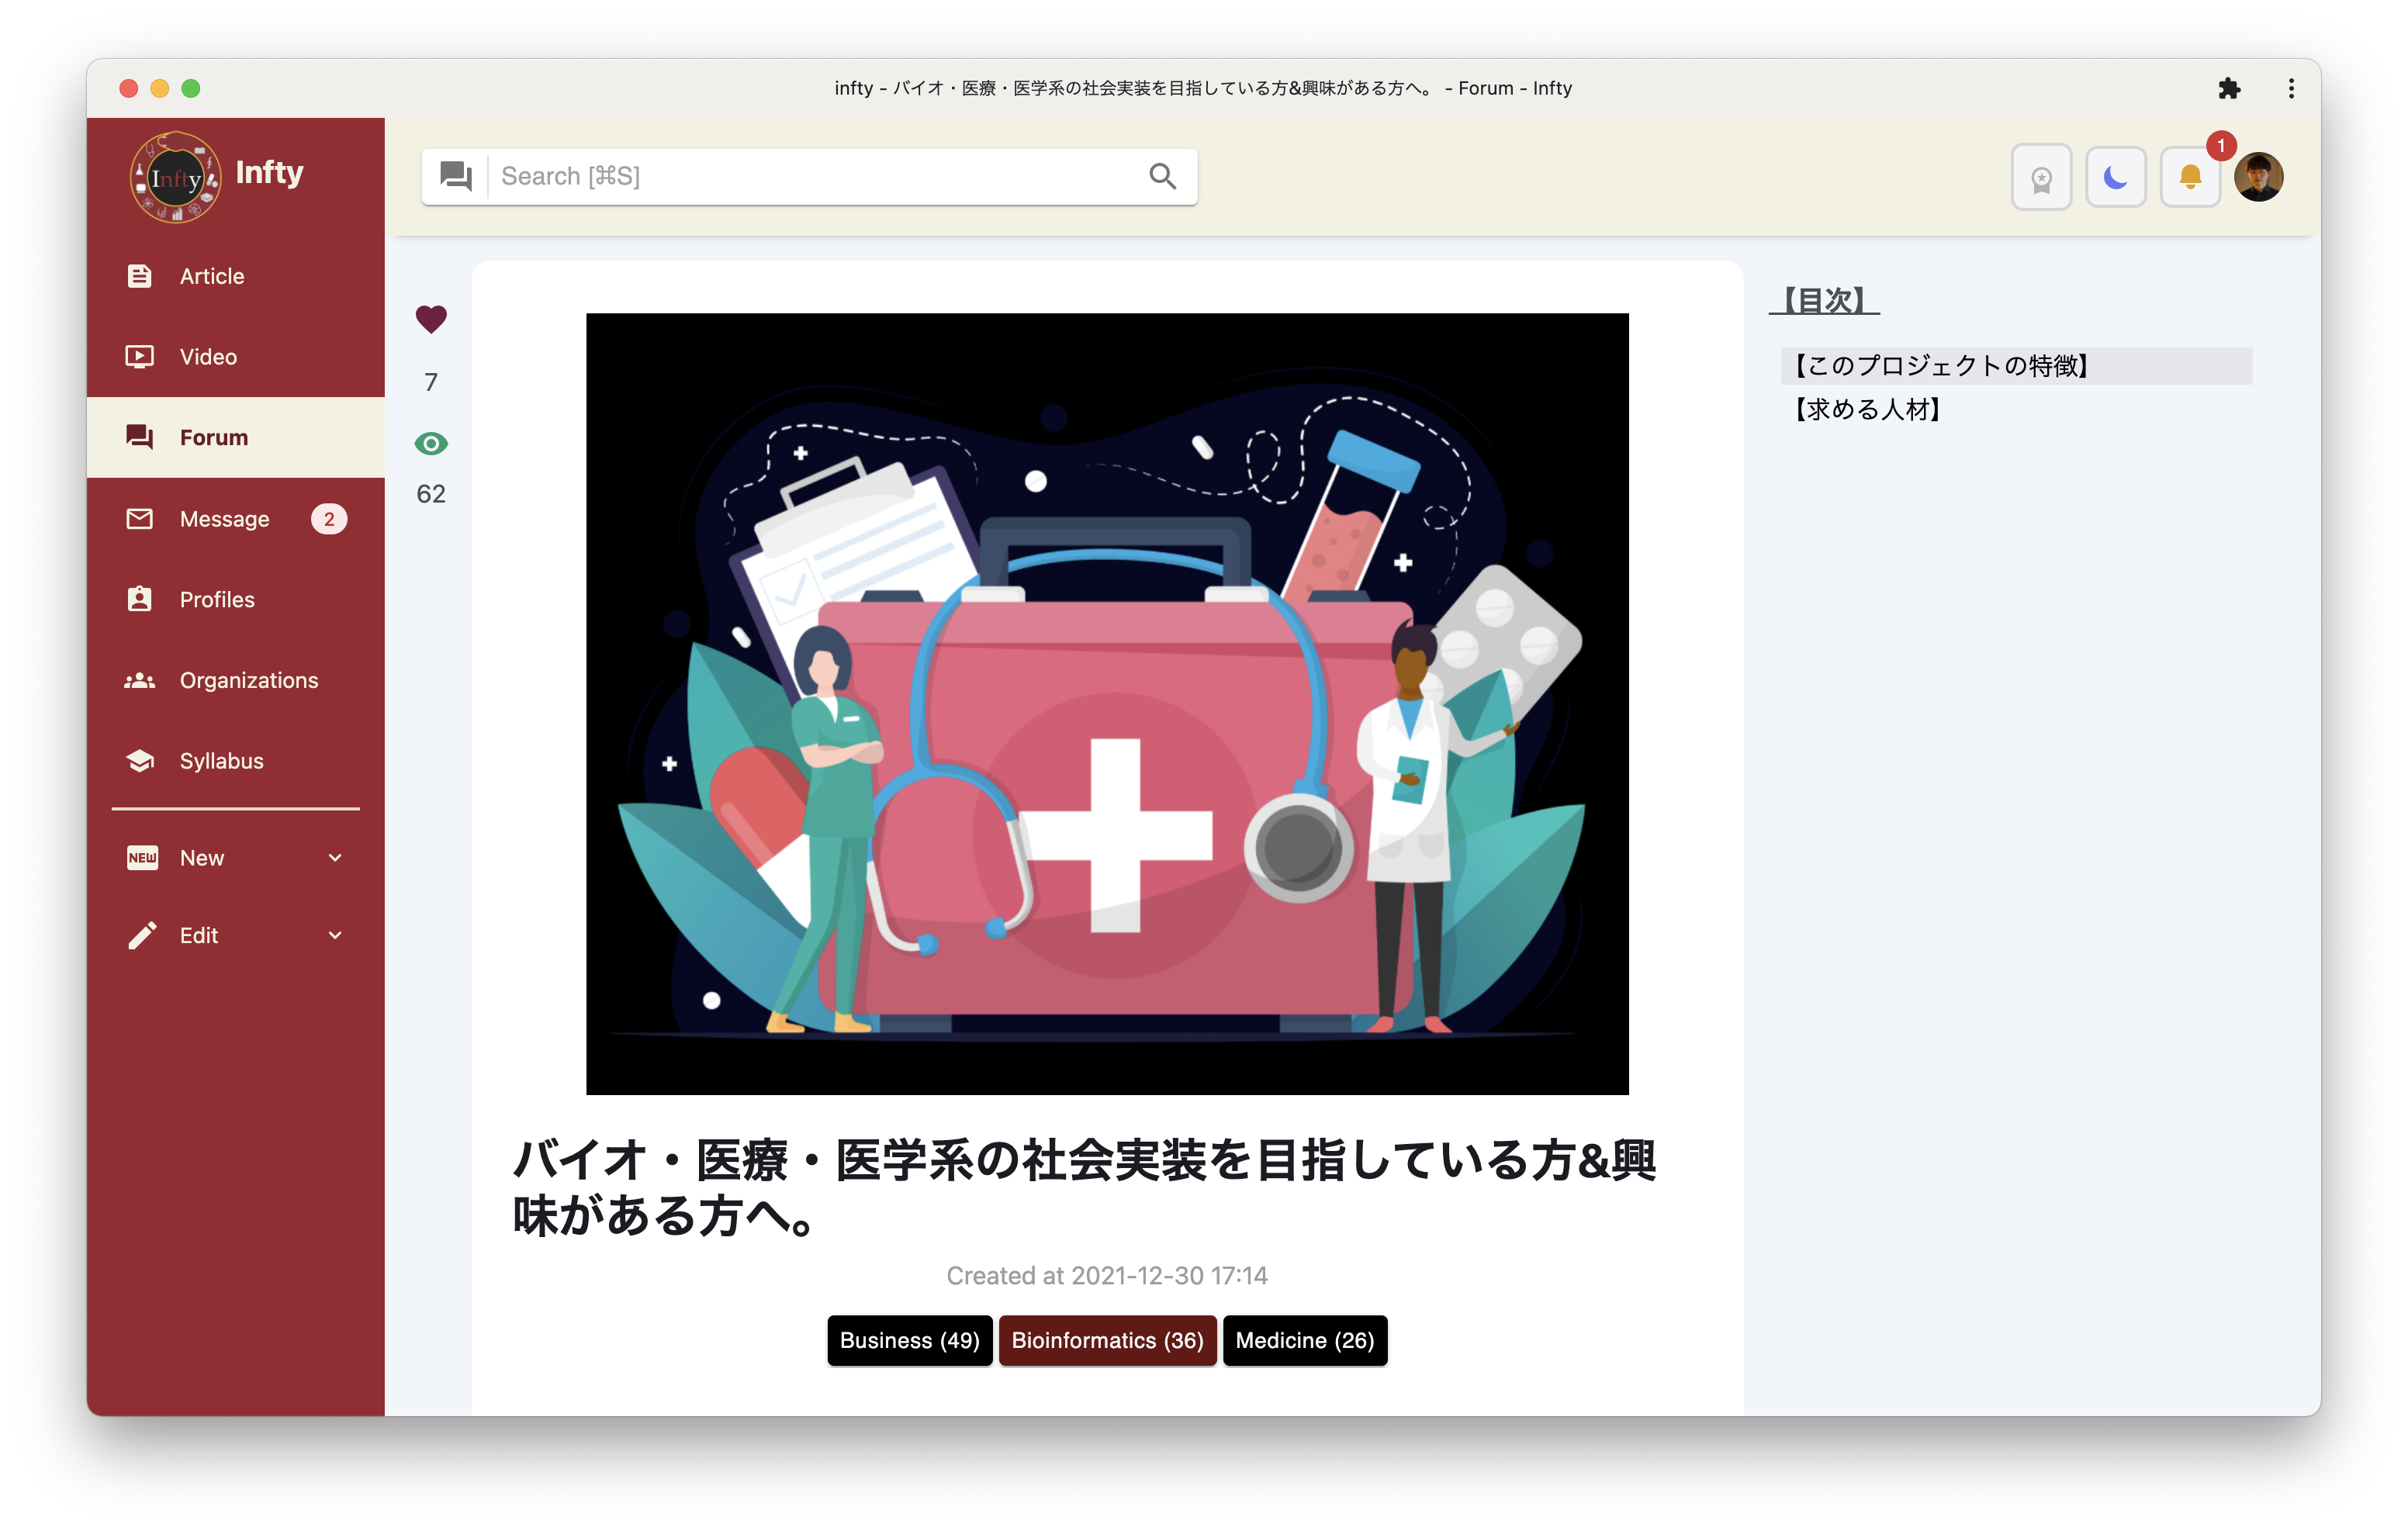 infty - バイオ・医療・医学系の社会実装を目指している方&興味がある方へ。 - Forum - Infty
Infty
Infty
Search [⌘S]
1
Article
Video
Forum
Message 2
Profiles
Organizations
Syllabus
NEW New
Edit
7
62
バイオ・医療・医学系の社会実装を目指している方&興
味がある方へ。
Created at 2021-12-30 17:14
Business (49) Bioinformatics (36) Medicine (26)
【目次】
【このプロジェクトの特徴】
【求める人材】